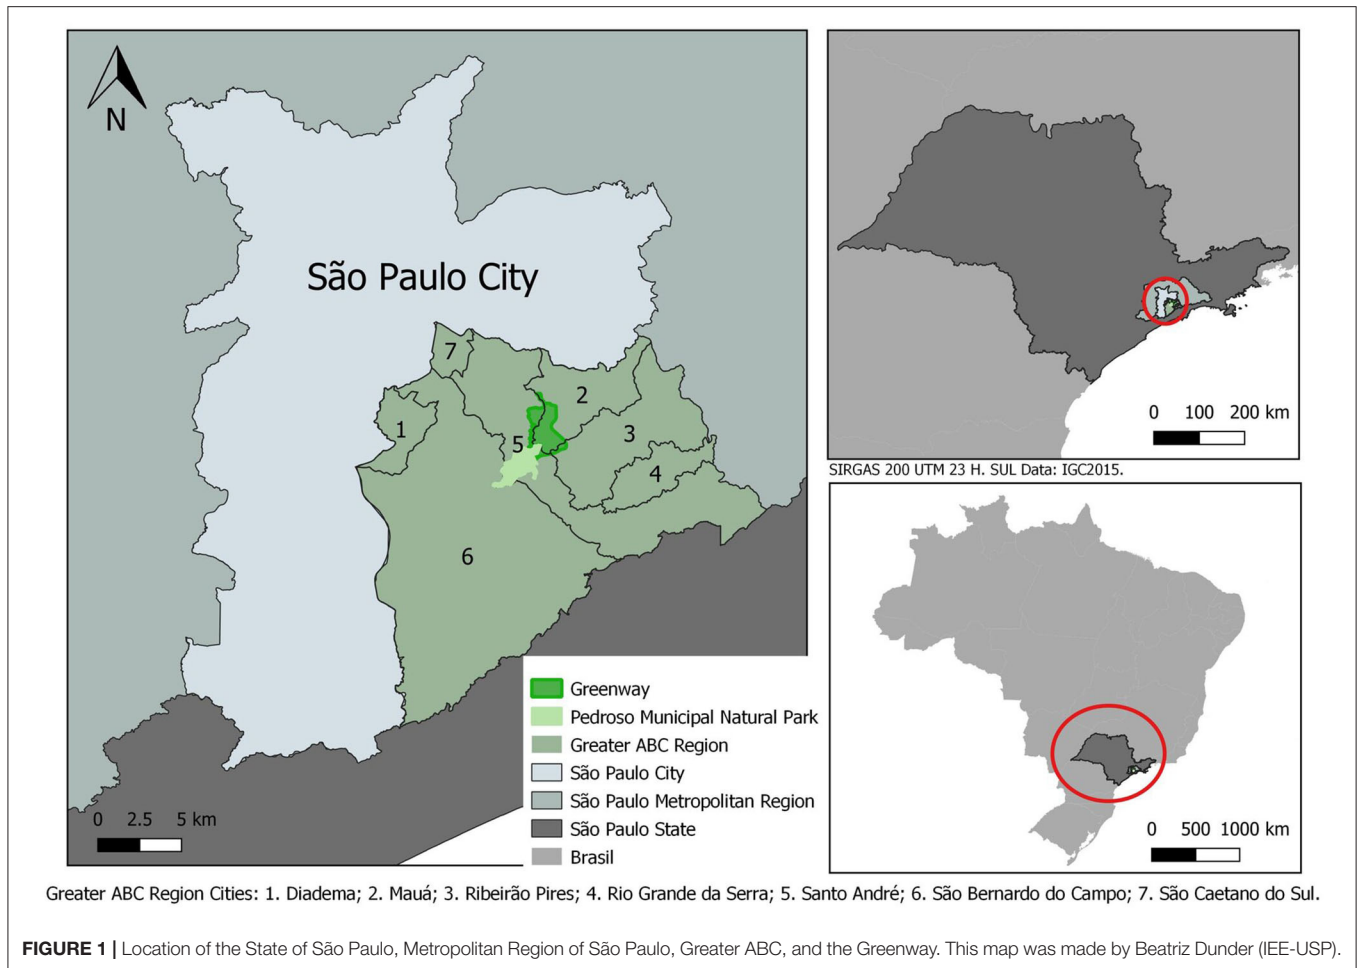 N
São Paulo City
7
2
1
5
3
4
6
0 2.5 5 km
Greenway
Pedroso Municipal Natural Park
Greater ABC Region
São Paulo City
São Paulo Metropolitan Region
São Paulo State
Brasil
0 100 200 km
SIRGAS 200 UTM 23 H. SUL Data: IGC2015.
0 500 1000 km
Greater ABC Region Cities: 1. Diadema; 2. Mauá; 3. Ribeirão Pires; 4. Rio Grande da Serra; 5. Santo André; 6. São Bernardo do Campo; 7. São Caetano do Sul.
FIGURE 1 | Location of the State of São Paulo, Metropolitan Region of São Paulo, Greater ABC, and the Greenway. This map was made by Beatriz Dunder (IEE-USP).